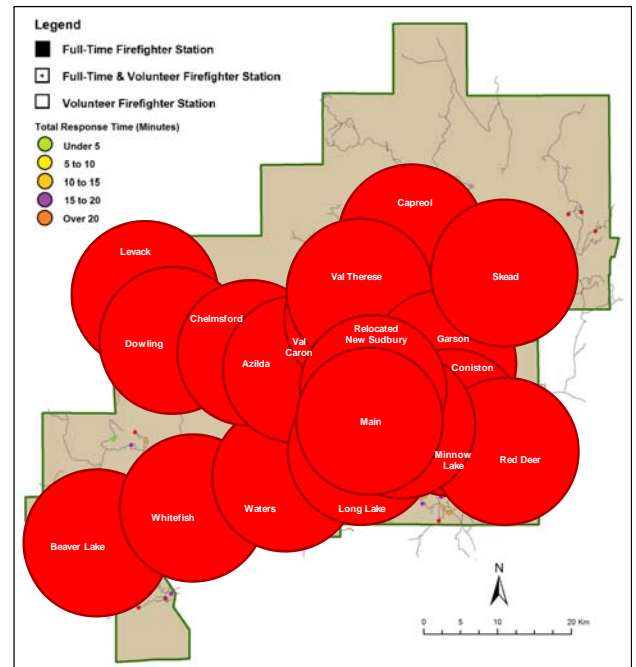 Legend
Full-Time Firefighter Station
Full-Time & Volunteer Firefighter Station
Volunteer Firefighter Station
Total Response Time (Minutes)
Under 5
5 to 10
10 to 15
15 to 20
Over 20
Capreol
Levack
Val Therese
Skead
Chelmsford
Relocated
New Sudbury
Val
Caron
Garson
Dowling
Azilda
Coniston
Main
Minnow
Lake
Red Deer
Waters
Long Lake
Whitefish
Beaver Lake
N
0 5 10 20 Km